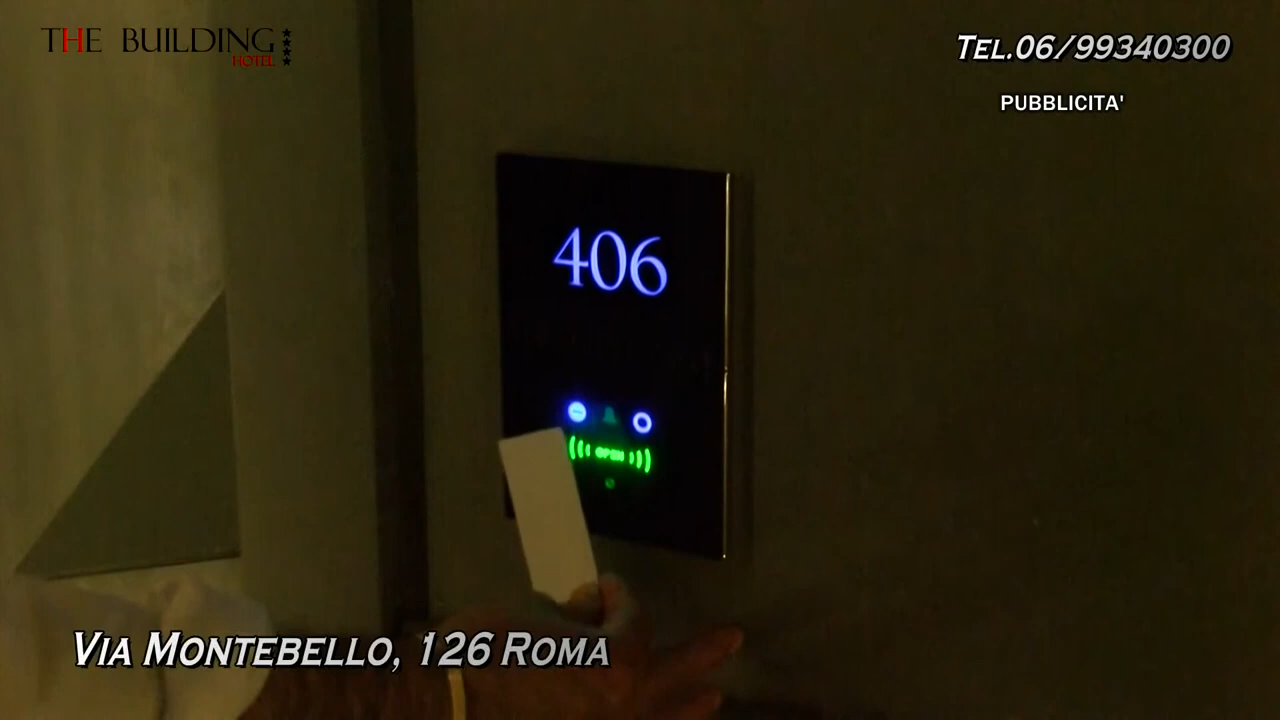 THE BUILDING
HOTEL
TEL.06/99340300
PUBBLICITA'
406
OPEN
VIA MONTEBELLO, 126 ROMA